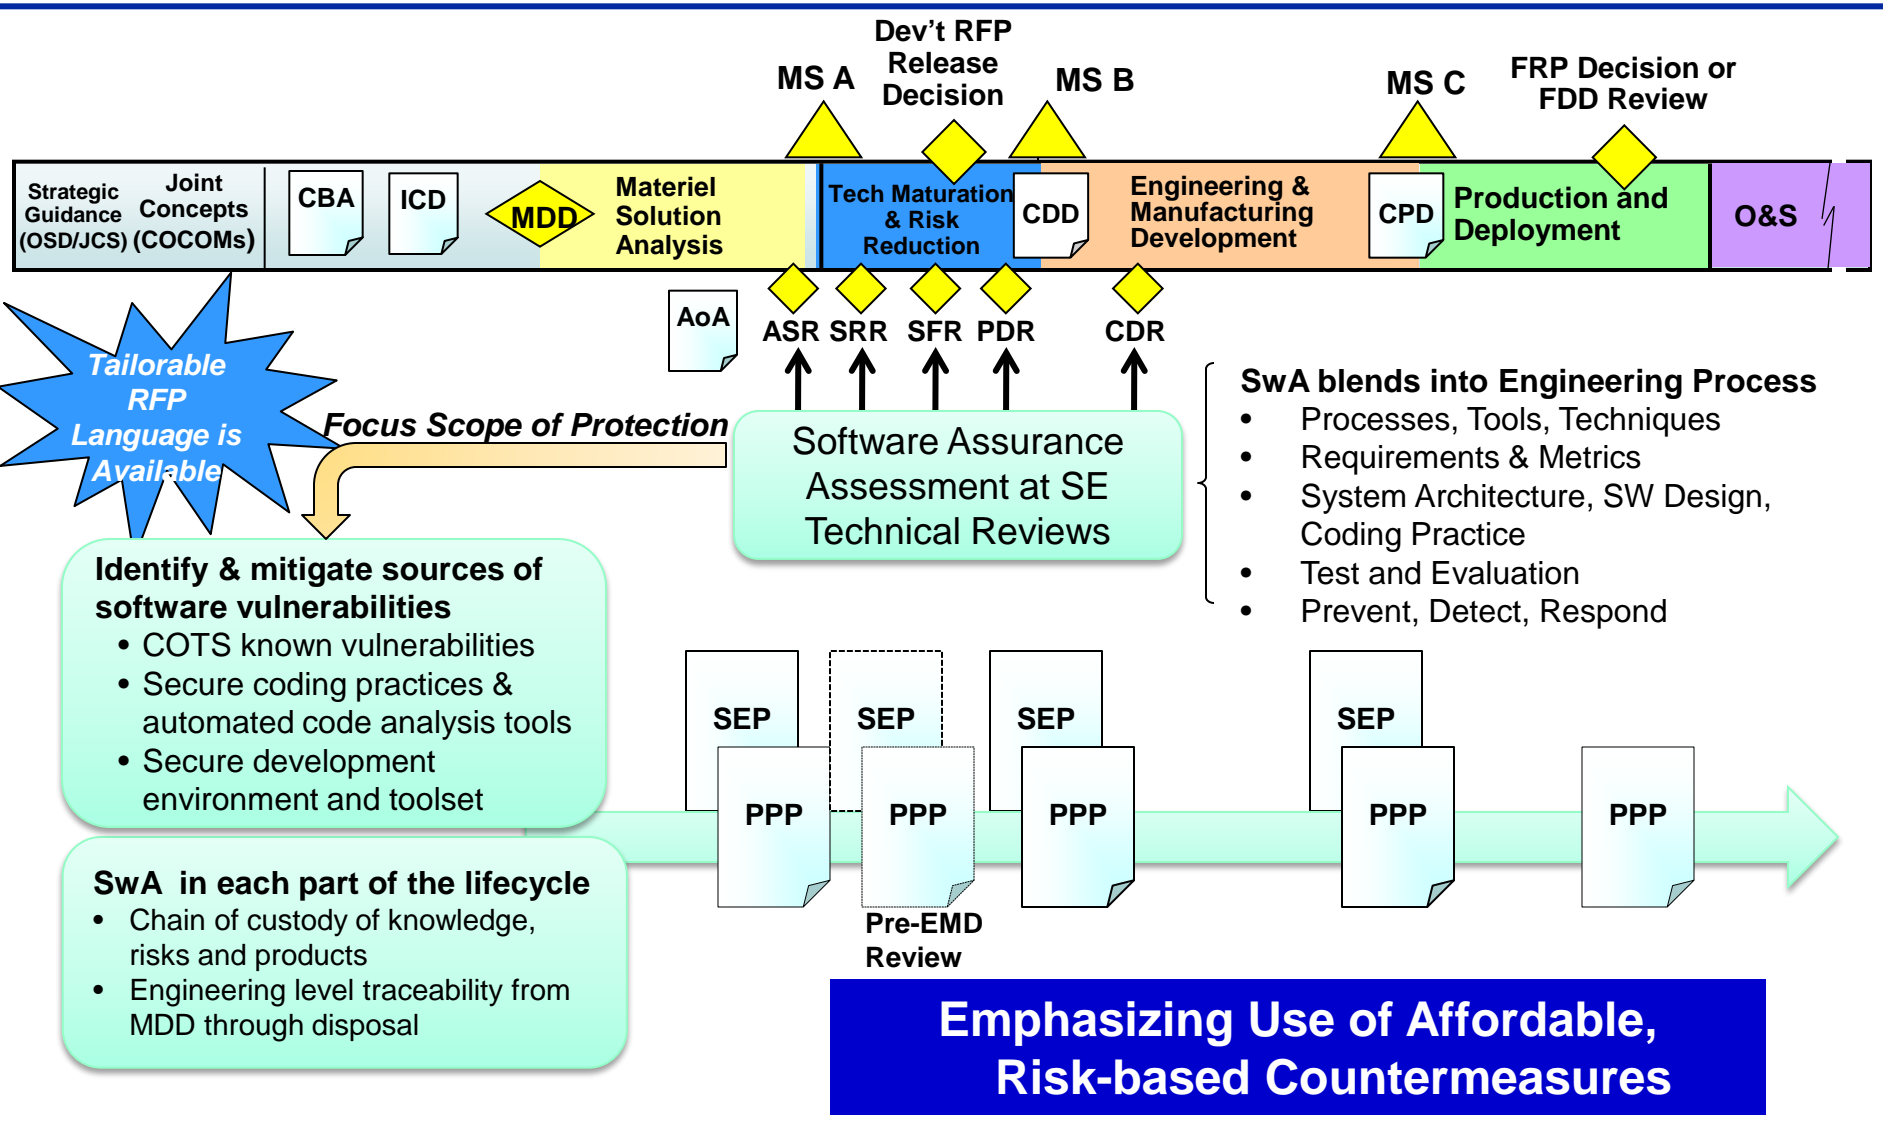 Dev't RFP
Release
Decision
MS A
MS B
MS C
FRP Decision or
FDD Review
Strategic
Guidance
(OSD/JCS)
Joint
Concepts
(COCOMs)
CBA
ICD
MDD
Materiel
Solution
Analysis
Tech Maturation
& Risk
Reduction
CDD
Engineering &
Manufacturing
Development
CPD
Production and
Deployment
O&S
AoA
ASR
SRR
SFR
PDR
CDR
Tailorable
RFP
Language is
Available
Focus Scope of Protection
Software Assurance
Assessment at SE
Technical Reviews
SwA blends into Engineering Process
• Processes, Tools, Techniques
• Requirements & Metrics
• System Architecture, SW Design,
Coding Practice
• Test and Evaluation
• Prevent, Detect, Respond
Identify & mitigate sources of
software vulnerabilities
• COTS known vulnerabilities
• Secure coding practices &
automated code analysis tools
• Secure development
environment and toolset
SEP
SEP
SEP
SEP
PPP
PPP
PPP
PPP
PPP
Pre-EMD
Review
SwA in each part of the lifecycle
• Chain of custody of knowledge,
risks and products
• Engineering level traceability from
MDD through disposal
Emphasizing Use of Affordable,
Risk-based Countermeasures